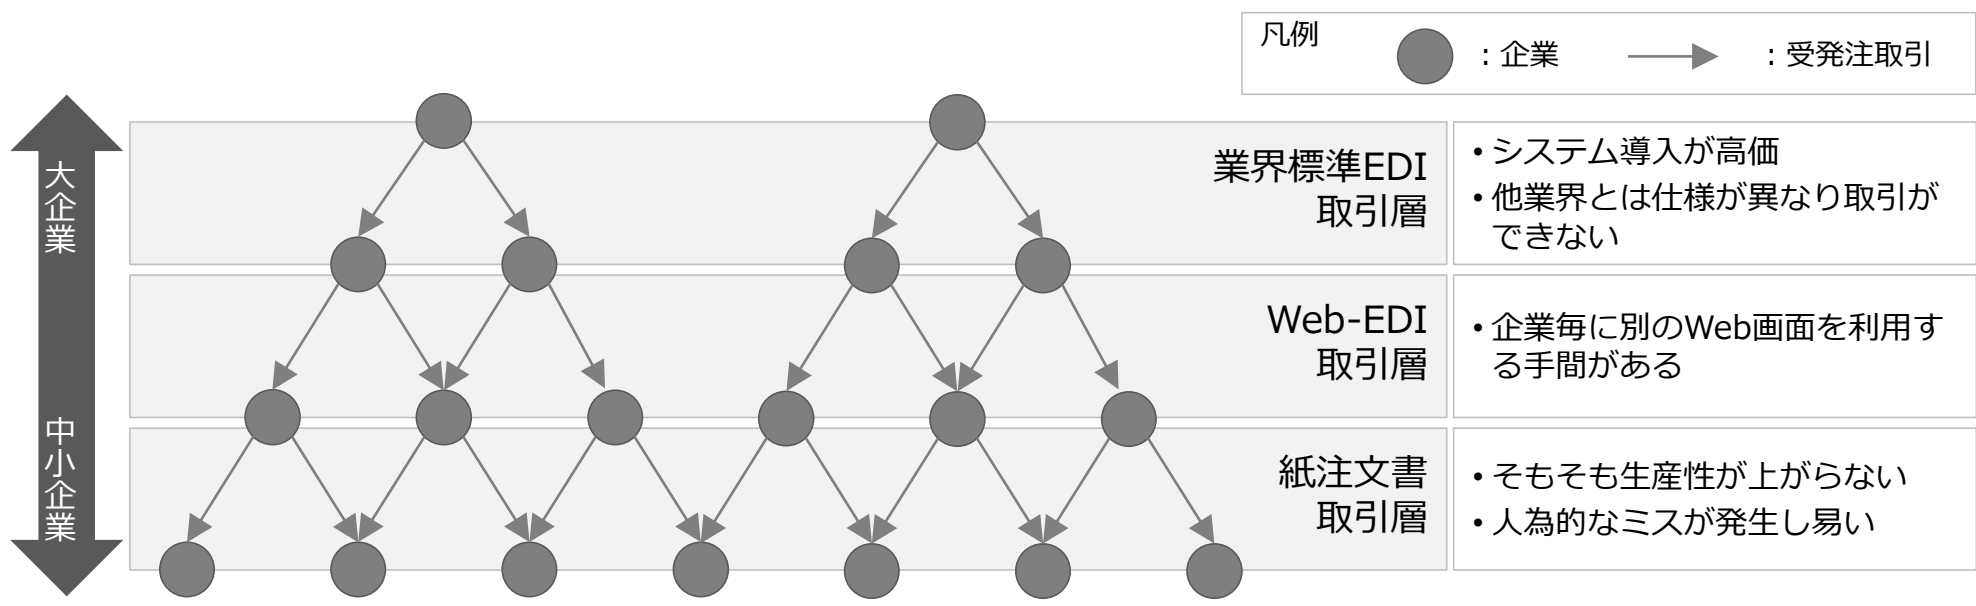 凡例
：企業
：受発注取引
大企業
中小企業
業界標準EDI
取引層
• システム導入が高価
• 他業界とは仕様が異なり取引が
できない
Web-EDI
取引層
• 企業毎に別のWeb画面を利用す
る手間がある
紙注文書
取引層
• そもそも生産性が上がらない
• 人為的なミスが発生し易い